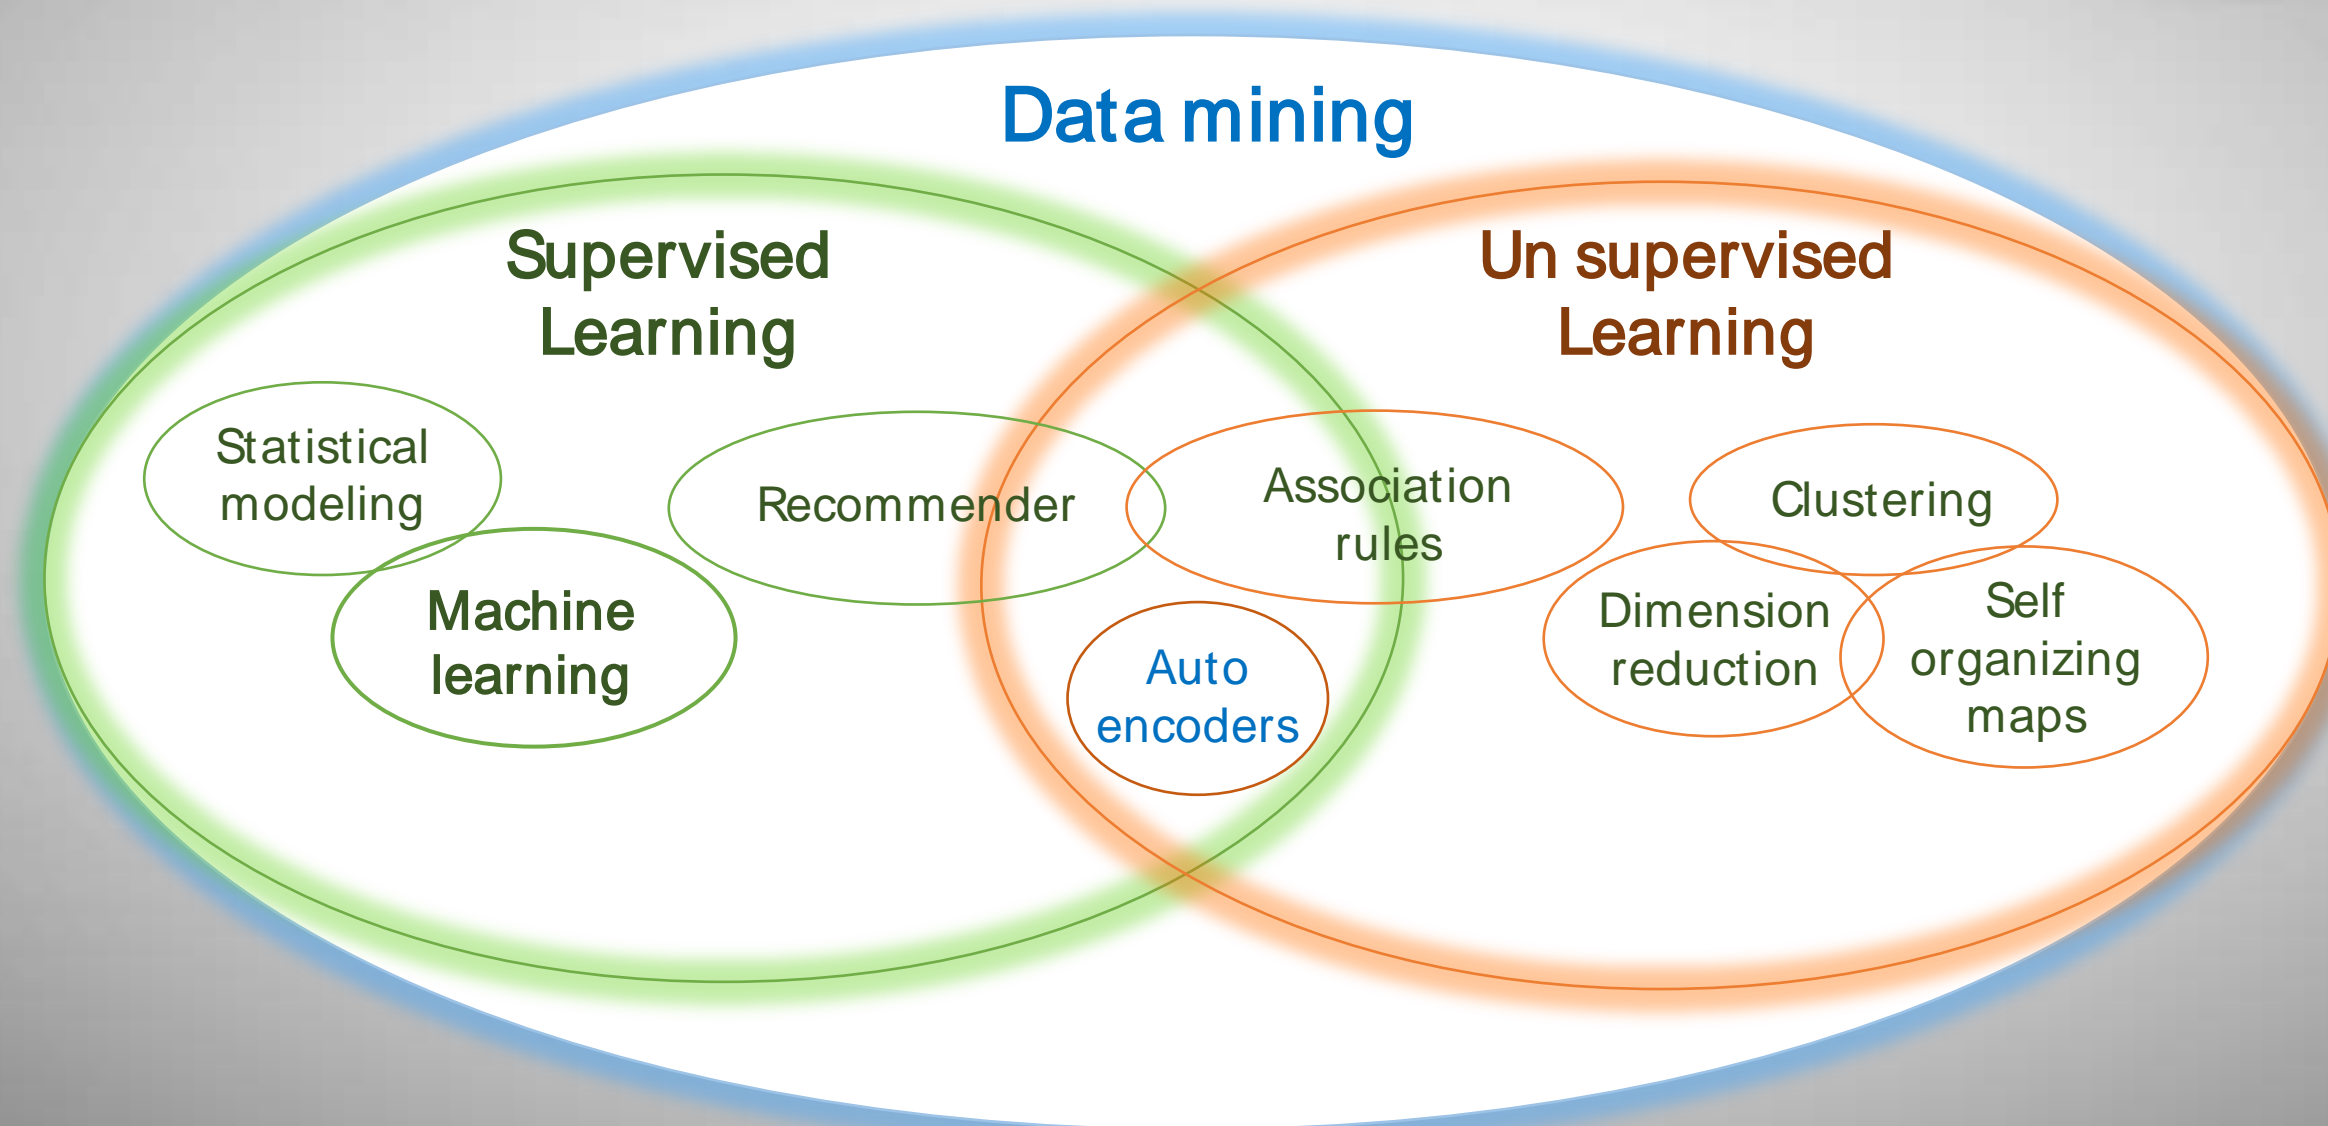 Data mining
Supervised
Learning
Un supervised
Learning
Statistical
modeling
Machine
learning
Recommender
Association
rules
Auto
encoders
Clustering
Dimension
reduction
Self
organizing
maps